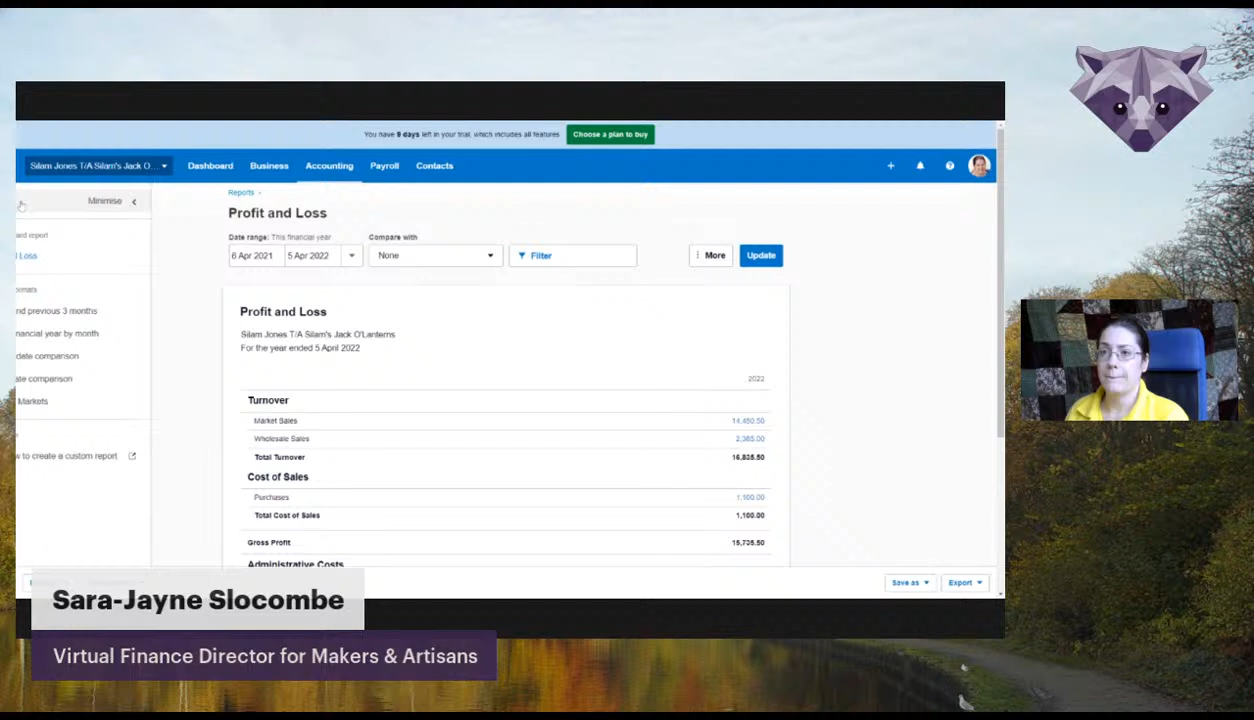 You have 9 days left in your trial, which includes all features
Choose a plan to buy
Silam Jones T/A Silam's Jack O...
Dashboard
Business
Accounting
Payroll
Contacts
Minimise
Reports
Profit and Loss
Date range: This financial year
Compare with
6 Apr 2021
5 Apr 2022
None
Filter
More
Update
ard report
Loss
nd previous 3 months
nancial year by month
date comparison
te comparison
Markets
to create a custom report
Profit and Loss
Silam Jones T/A Silam's Jack O'Lanterns
For the year ended 5 April 2022
2022
Turnover
Market Sales 14,450.50
Wholesale Sales 2,385.00
Total Turnover 16,835.50
Cost of Sales
Purchases 1,100.00
Total Cost of Sales 1,100.00
Gross Profit 15,735.50
Administrative Costs
Save as
Export
Sara-Jayne Slocombe
Virtual Finance Director for Makers & Artisans